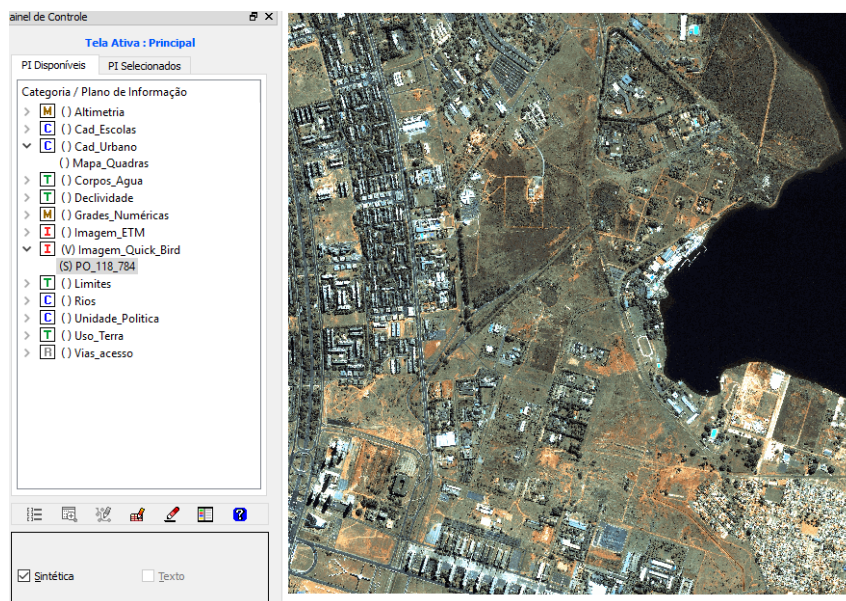 ainel de Controle
Tela Ativa : Principal
PI Disponíveis PI Selecionados
Categoria / Plano de Informação
M ( ) Altimetria
C ( ) Cad_Escolas
C ( ) Cad_Urbano
( ) Mapa_Quadras
T ( ) Corpos_Agua
T ( ) Declividade
M ( ) Grades_Numéricas
I ( ) Imagem_ETM
I (V) Imagem_Quick_Bird
(S) PO_118_784
T ( ) Limites
C ( ) Rios
C ( ) Unidade_Politica
T ( ) Uso_Terra
R ( ) Vias_acesso
?
Sintética Texto